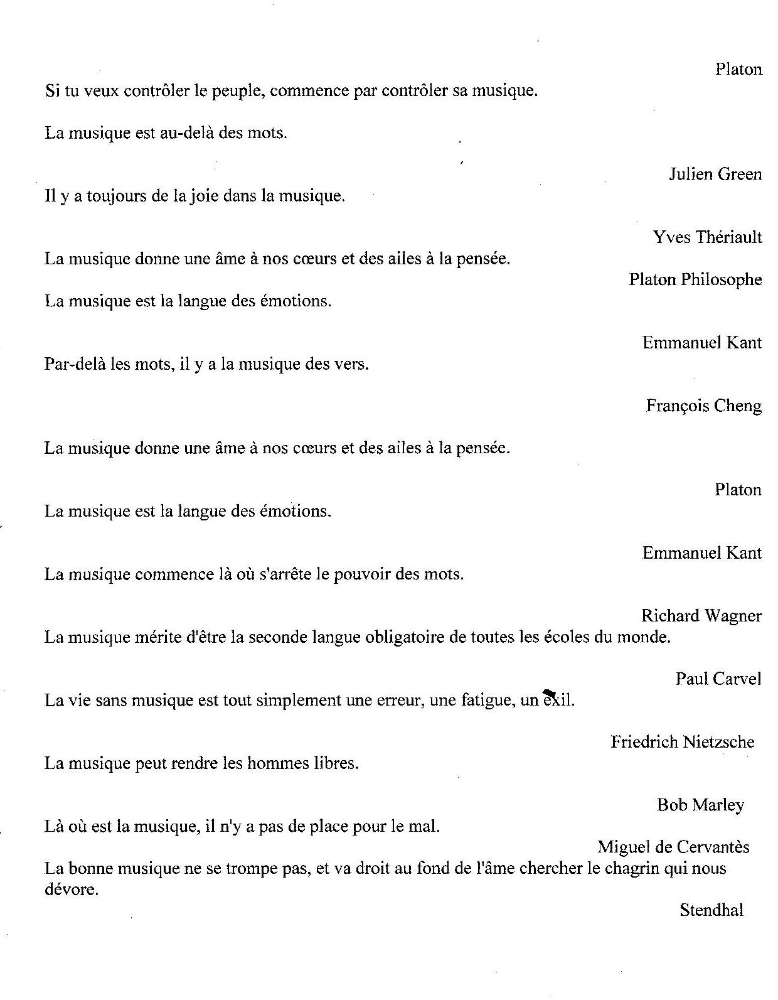 Platon
Si tu veux contrôler le peuple, commence par contrôler sa musique.
La musique est au-delà des mots.
Julien Green
Il y a toujours de la joie dans la musique.
Yves Thériault
La musique donne une âme à nos cœurs et des ailes à la pensée.
Platon Philosophe
La musique est la langue des émotions.
Emmanuel Kant
Par-delà les mots, il y a la musique des vers.
François Cheng
La musique donne une âme à nos cœurs et des ailes à la pensée.
Platon
La musique est la langue des émotions.
Emmanuel Kant
La musique commence là où s'arrête le pouvoir des mots.
Richard Wagner
La musique mérite d'être la seconde langue obligatoire de toutes les écoles du monde.
Paul Carvel
La vie sans musique est tout simplement une erreur, une fatigue, un exil.
Friedrich Nietzsche
La musique peut rendre les hommes libres.
Bob Marley
Là où est la musique, il n'y a pas de place pour le mal.
Miguel de Cervantès
La bonne musique ne se trompe pas, et va droit au fond de l'âme chercher le chagrin qui nous
dévore.
Stendhal